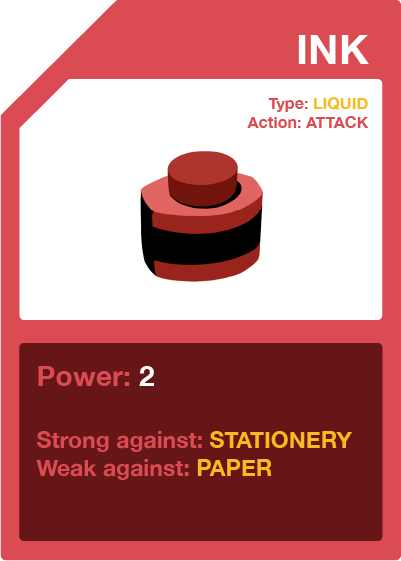 INK
Type: LIQUID
Action: ATTACK
Power: 2
Strong against: STATIONERY
Weak against: PAPER